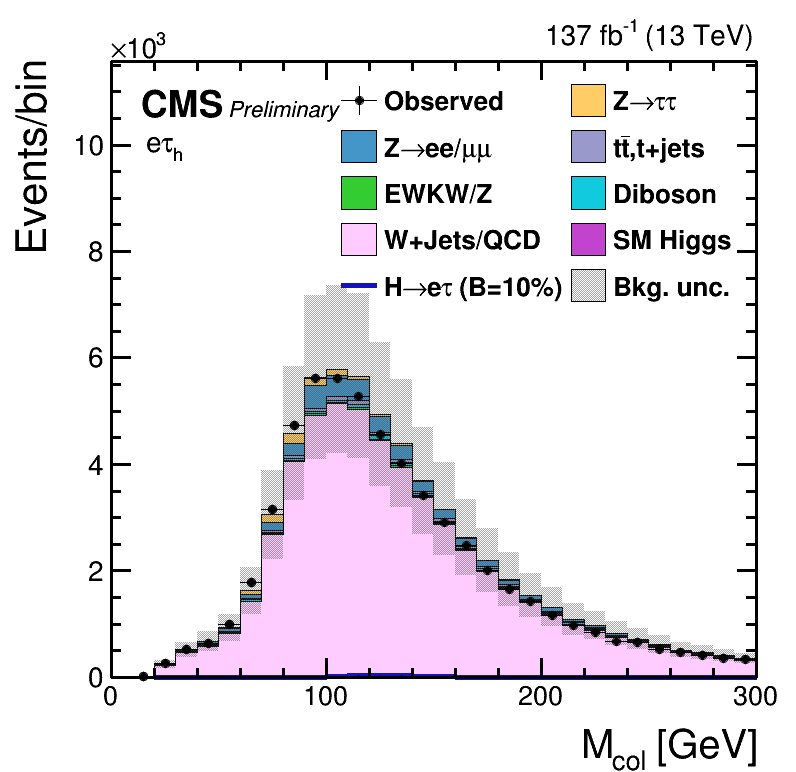 ×10³
137 fb⁻¹ (13 TeV)
CMS Preliminary
eτₕ
Observed
Z→ττ
Z→ee/μμ
tt̄,t+jets
EWKW/Z
Diboson
W+Jets/QCD
SM Higgs
H→eτ (B=10%)
Bkg. unc.
Events/bin
10
8
6
4
2
0
0 100 200 300
M_col [GeV]